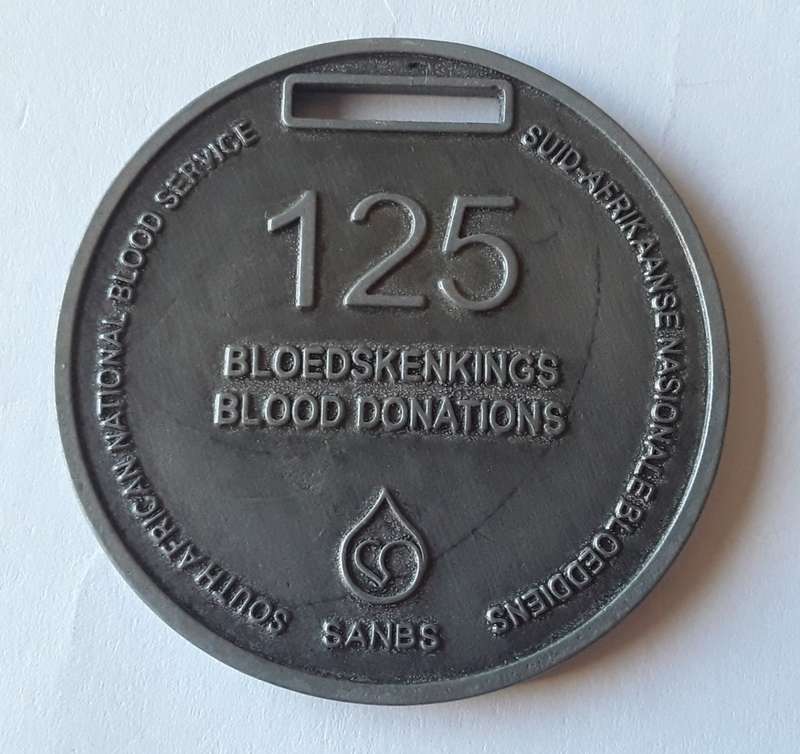 SOUTH AFRICAN NATIONAL BLOOD SERVICE
SUID-AFRIKAANSE NASIONALE BLOEDDIENS
125
BLOEDSKENKINGS
BLOOD DONATIONS
SANBS